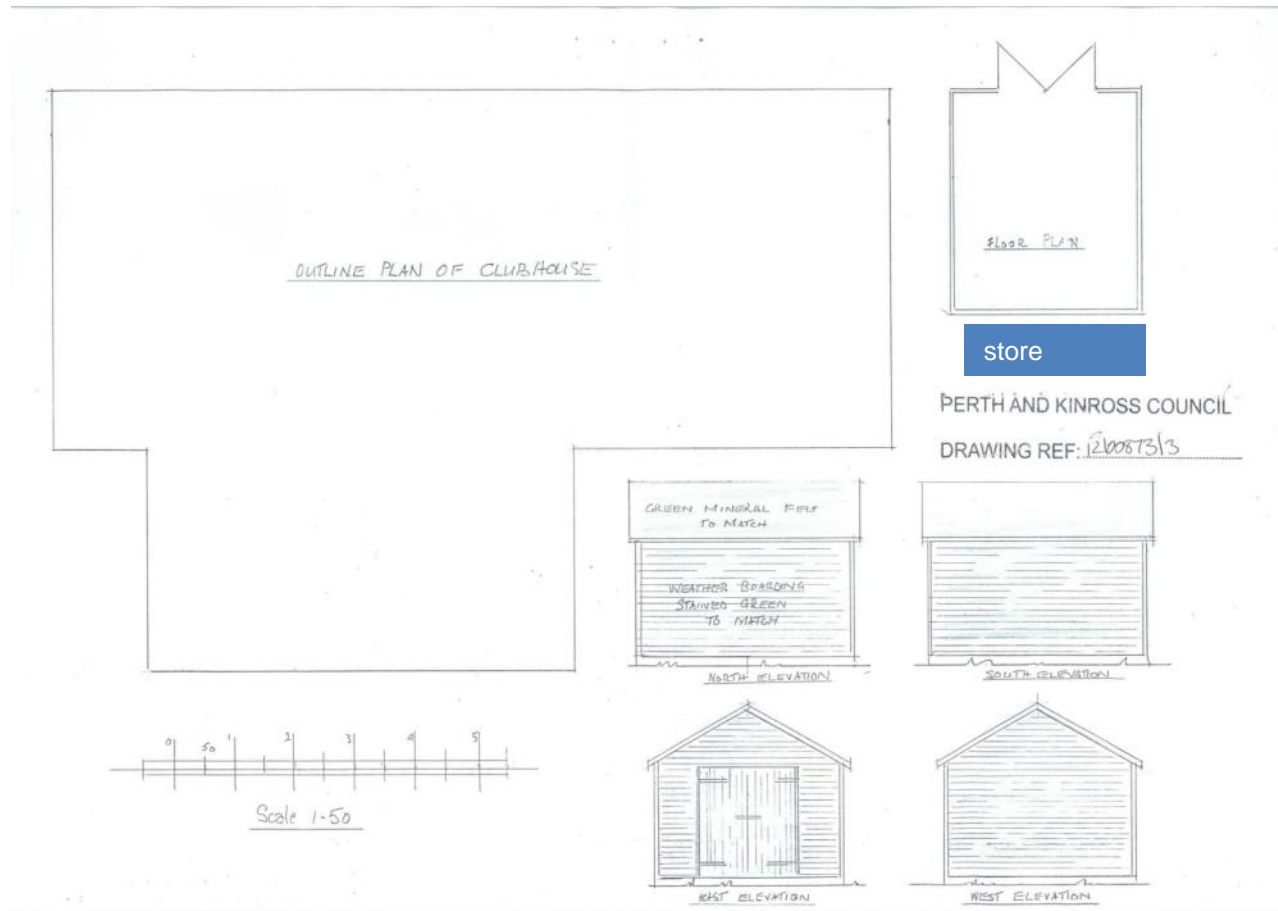 OUTLINE PLAN OF CLUBHOUSE
FLOOR PLAN
store
PERTH AND KINROSS COUNCIL
DRAWING REF: 12/00873/3
GREEN MINERAL FELT
TO MATCH
WEATHER BOARDING
STAINED GREEN
TO MATCH
NORTH ELEVATION
SOUTH ELEVATION
0 50 1 2 3 4 5
Scale 1-50
EAST ELEVATION
WEST ELEVATION